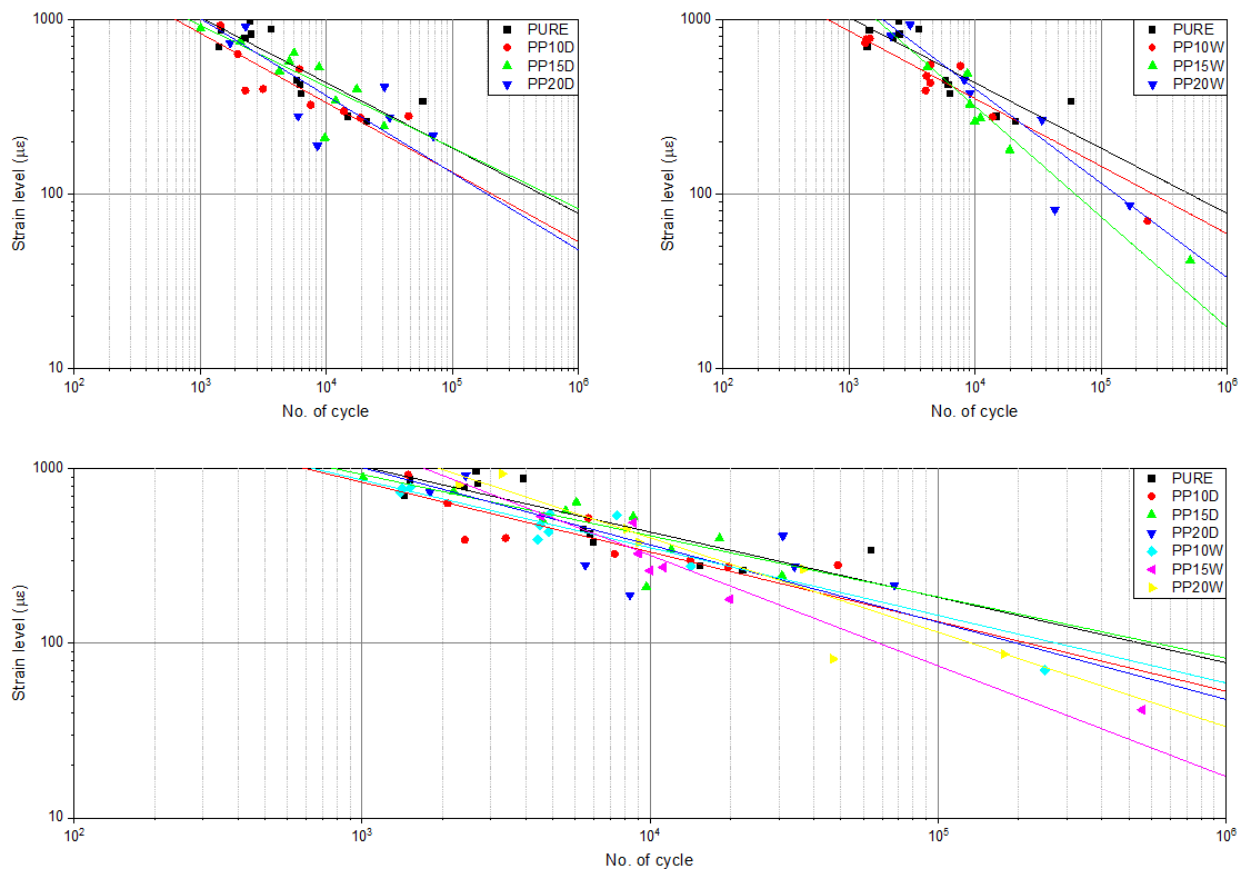 1000
100
10
Strain level (με)
10² 10³ 10⁴ 10⁵ 10⁶
No. of cycle
PURE
PP10D
PP15D
PP20D
1000
100
10
Strain level (με)
10² 10³ 10⁴ 10⁵ 10⁶
No. of cycle
PURE
PP10W
PP15W
PP20W
1000
100
10
Strain level (με)
10² 10³ 10⁴ 10⁵ 10⁶
No. of cycle
PURE
PP10D
PP15D
PP20D
PP10W
PP15W
PP20W